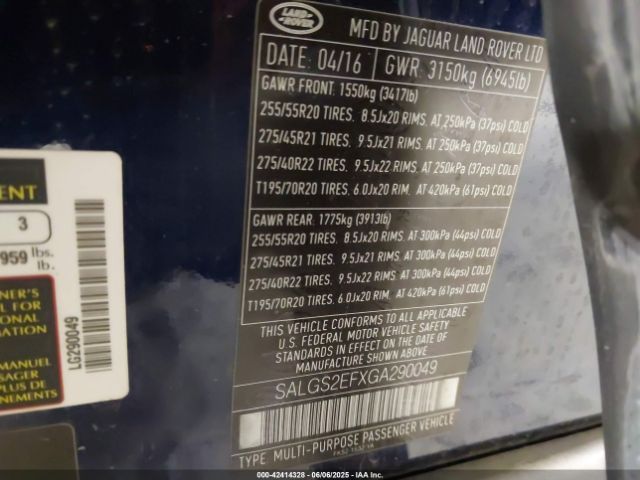 LAND
ROVER
MFD BY JAGUAR LAND ROVER LTD
DATE: 04/16 GWR 3150kg (6945lb)
GAWR FRONT: 1550kg (3417lb)
255/55R20 TIRES. 8.5Jx20 RIMS. AT 250kPa (37psi) COLD
275/45R21 TIRES. 9.5Jx21 RIMS. AT 250kPa (37psi) COLD
275/40R22 TIRES. 9.5Jx22 RIMS. AT 250kPa (37psi) COLD
T195/70R20 TIRES. 6.0Jx20 RIM. AT 420kPa (61psi) COLD
GAWR REAR: 1775kg (3913lb)
255/55R20 TIRES. 8.5Jx20 RIMS. AT 300kPa (44psi) COLD
275/45R21 TIRES. 9.5Jx21 RIMS. AT 300kPa (44psi) COLD
275/40R22 TIRES. 9.5Jx22 RIMS. AT 300kPa (44psi) COLD
T195/70R20 TIRES. 6.0Jx20 RIM. AT 420kPa (61psi) COLD
THIS VEHICLE CONFORMS TO ALL APPLICABLE
U.S. FEDERAL MOTOR VEHICLE SAFETY
STANDARDS IN EFFECT ON THE DATE OF
MANUFACTURE SHOWN ABOVE
SALGS2EFXGA290049
TYPE: MULTI-PURPOSE PASSENGER VEHICLE
ENT
3
959 lbs.
lb.
NER'S
L FOR
ONAL
MATION
MANUEL
SAGER
S DE
LG290049
© 000-42414328 - 06/06/2025 - IAAI.com